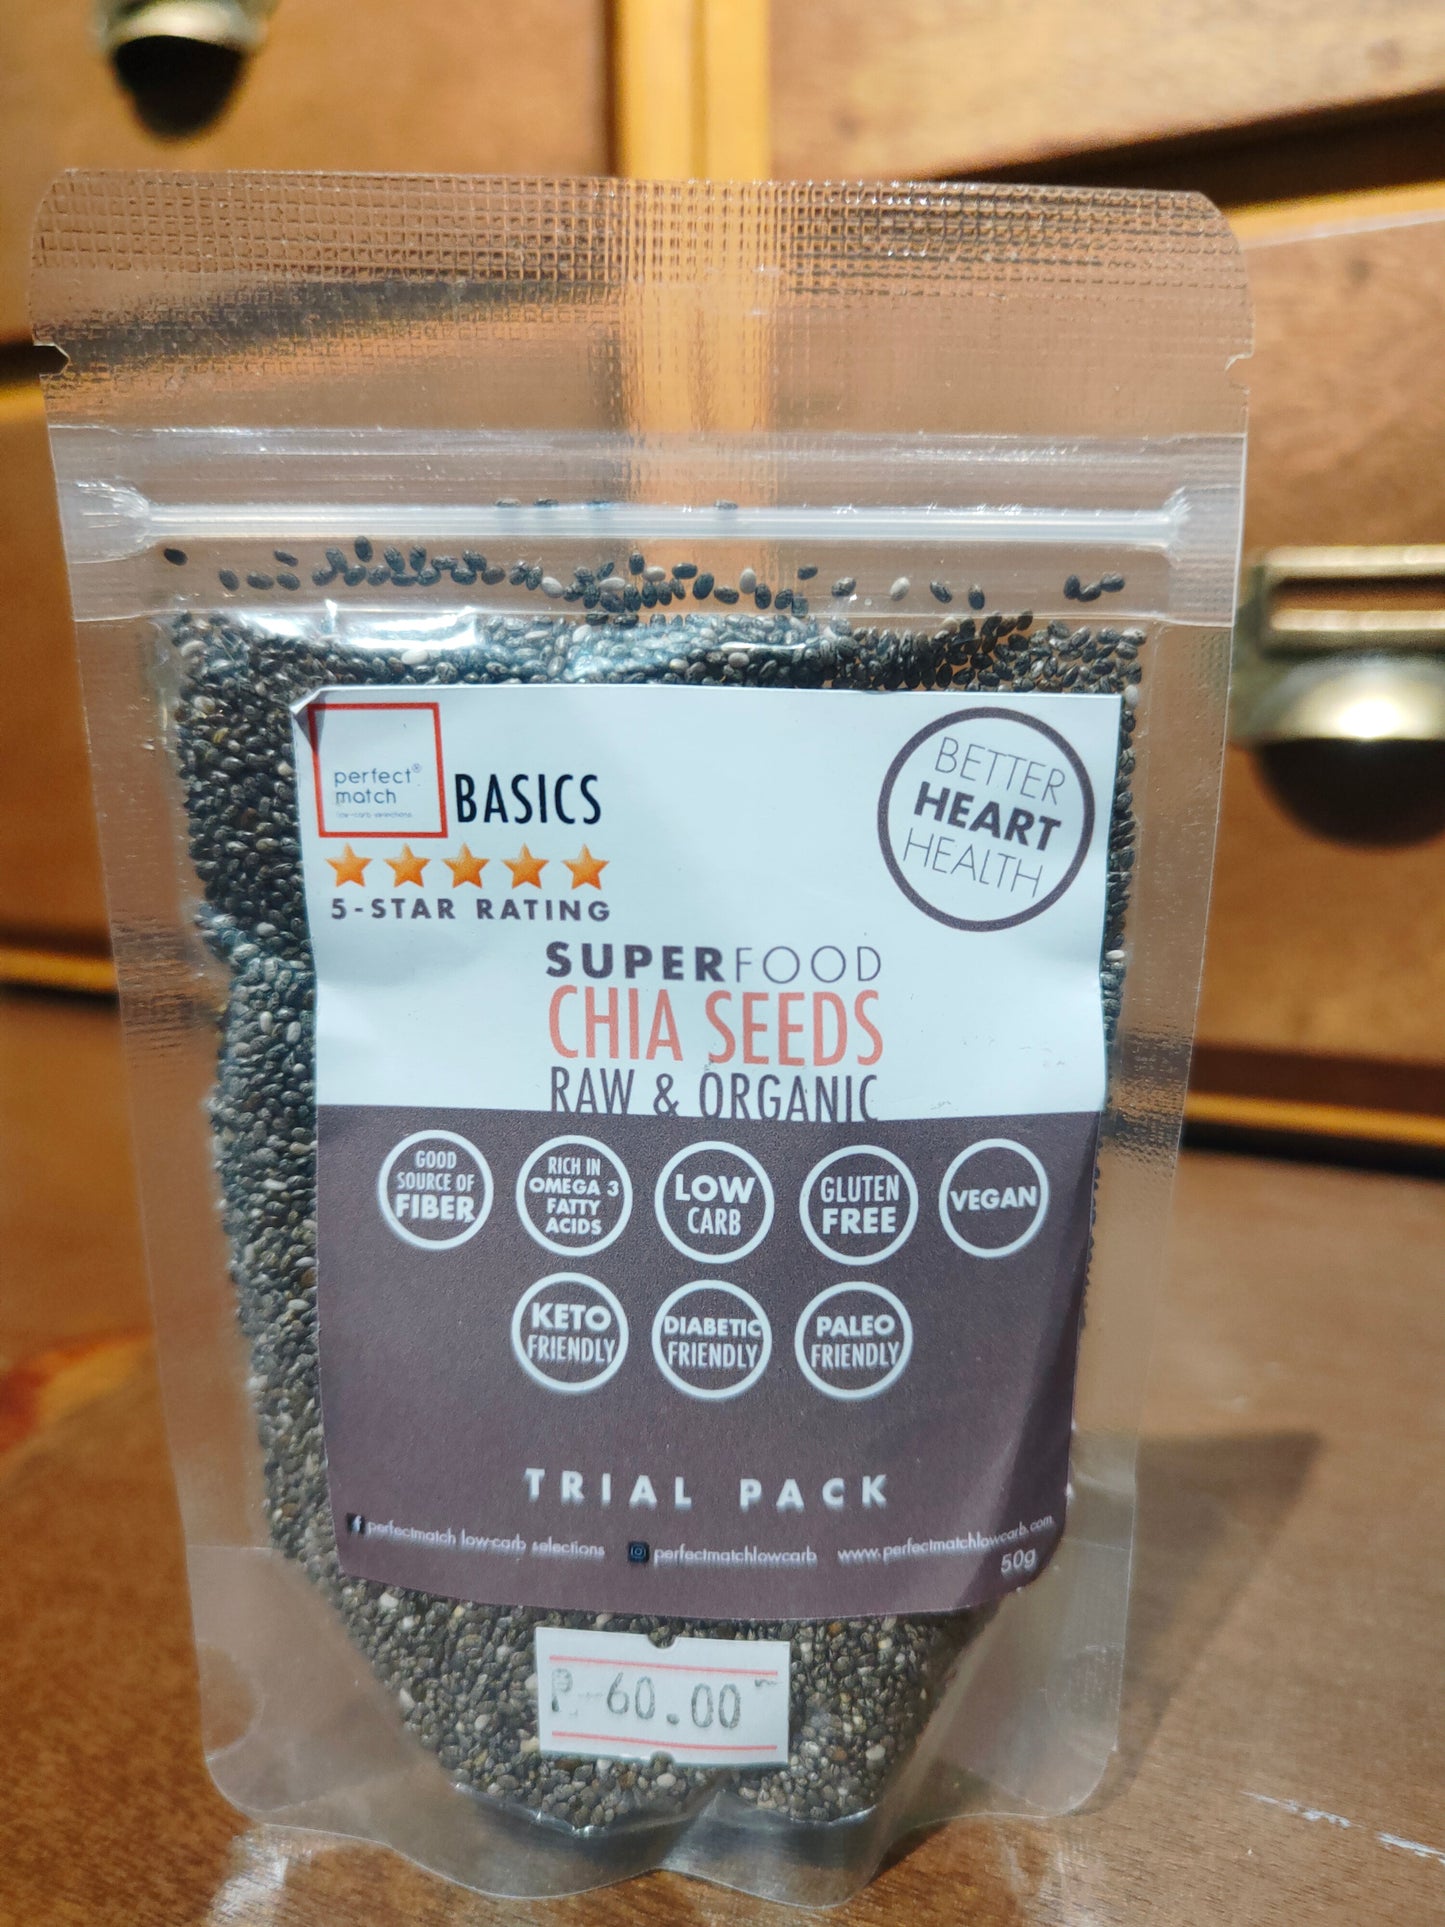 perfect®
match
low-carb selections
BASICS
5-STAR RATING
BETTER
HEART
HEALTH
SUPERFOOD
CHIA SEEDS
RAW & ORGANIC
GOOD
SOURCE OF
FIBER
RICH IN
OMEGA 3
FATTY
ACIDS
LOW
CARB
GLUTEN
FREE
VEGAN
KETO
FRIENDLY
DIABETIC
FRIENDLY
PALEO
FRIENDLY
TRIAL PACK
perfectmatch low-carb selections
perfectmatchlowcarb
www.perfectmatchlowcarb.com
50g
₱ 60.00